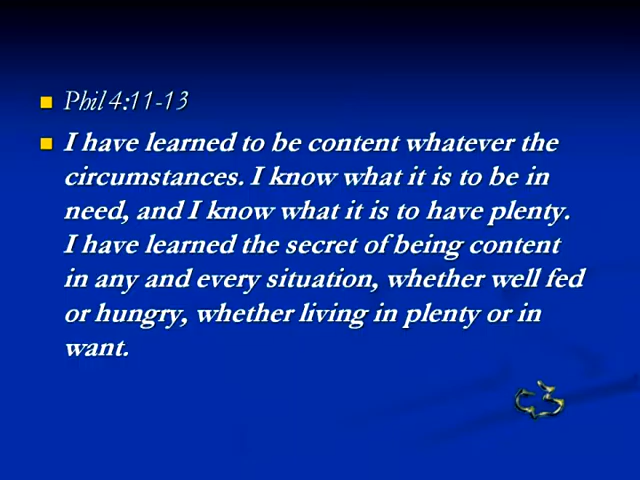 Phil 4:11-13
I have learned to be content whatever the
circumstances. I know what it is to be in
need, and I know what it is to have plenty.
I have learned the secret of being content
in any and every situation, whether well fed
or hungry, whether living in plenty or in
want.